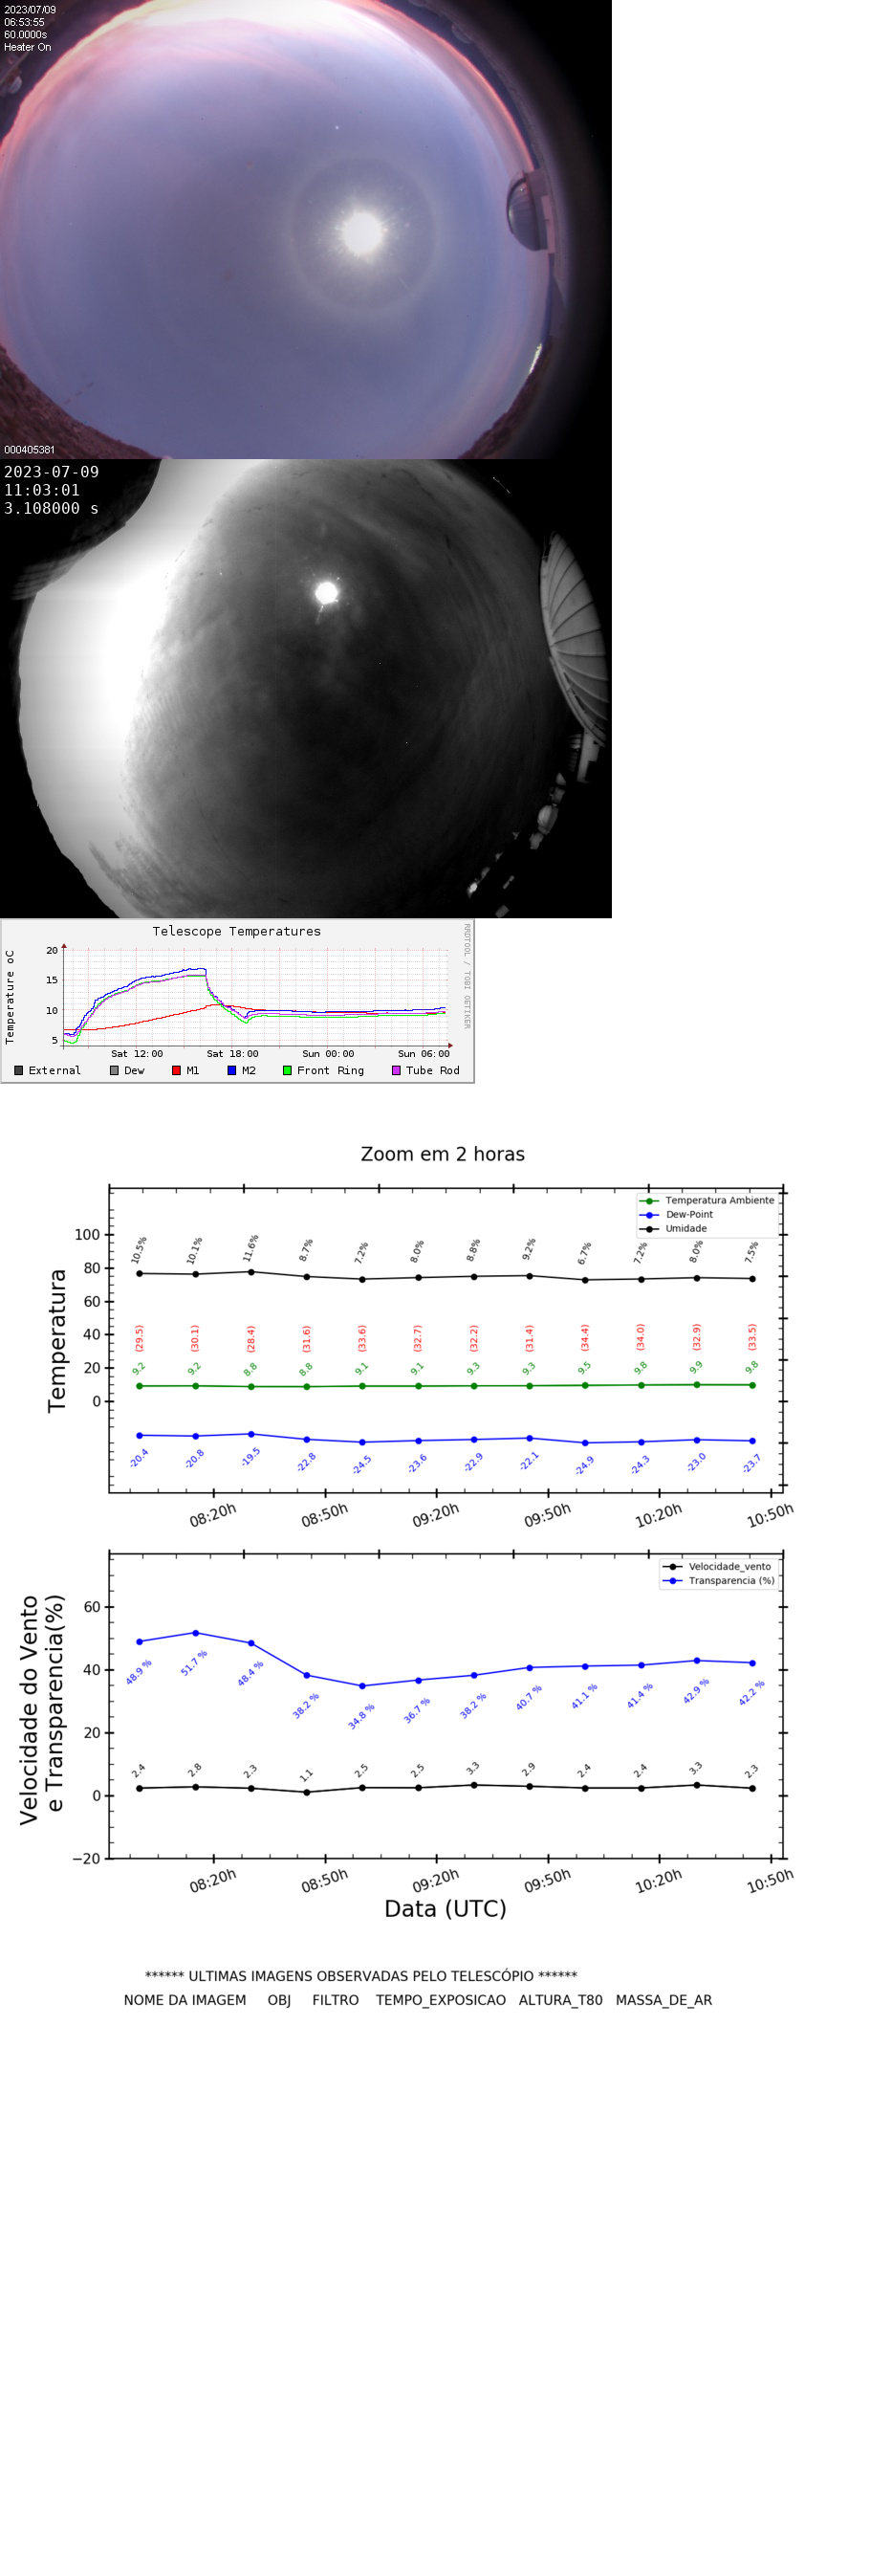 2023/07/09
06:53:55
60.0000s
Heater On
000405381
2023-07-09
11:03:01
3.108000 s
Telescope Temperatures
RRDTOOL / TOBI OETIKER
Temperature oC
20
15
10
5
Sat 12:00 Sat 18:00 Sun 00:00 Sun 06:00
External Dew M1 M2 Front Ring Tube Rod
Zoom em 2 horas
Temperatura
Temperatura Ambiente
Dew-Point
Umidade
100
80
60
40
20
0
10.5% 10.1% 11.6% 8.7% 7.2% 8.0% 8.8% 9.2% 6.7% 7.2% 8.0% 7.5%
(29.5) (30.1) (28.4) (31.6) (33.6) (32.7) (32.2) (31.4) (34.4) (34.0) (32.9) (33.5)
9.2 9.2 8.8 8.8 9.1 9.1 9.3 9.3 9.5 9.8 9.9 9.8
-20.4 -20.8 -19.5 -22.8 -24.5 -23.6 -22.9 -22.1 -24.9 -24.3 -23.0 -23.7
08:20h 08:50h 09:20h 09:50h 10:20h 10:50h
Velocidade do Vento
e Transparencia(%)
Velocidade_vento
Transparencia (%)
60
40
20
0
−20
48.9 % 51.7 % 48.4 % 38.2 % 34.8 % 36.7 % 38.2 % 40.7 % 41.1 % 41.4 % 42.9 % 42.2 %
2.4 2.8 2.3 1.1 2.5 2.5 3.3 2.9 2.4 2.4 3.3 2.3
08:20h 08:50h 09:20h 09:50h 10:20h 10:50h
Data (UTC)
****** ULTIMAS IMAGENS OBSERVADAS PELO TELESCÓPIO ******
NOME DA IMAGEM OBJ FILTRO TEMPO_EXPOSICAO ALTURA_T80 MASSA_DE_AR